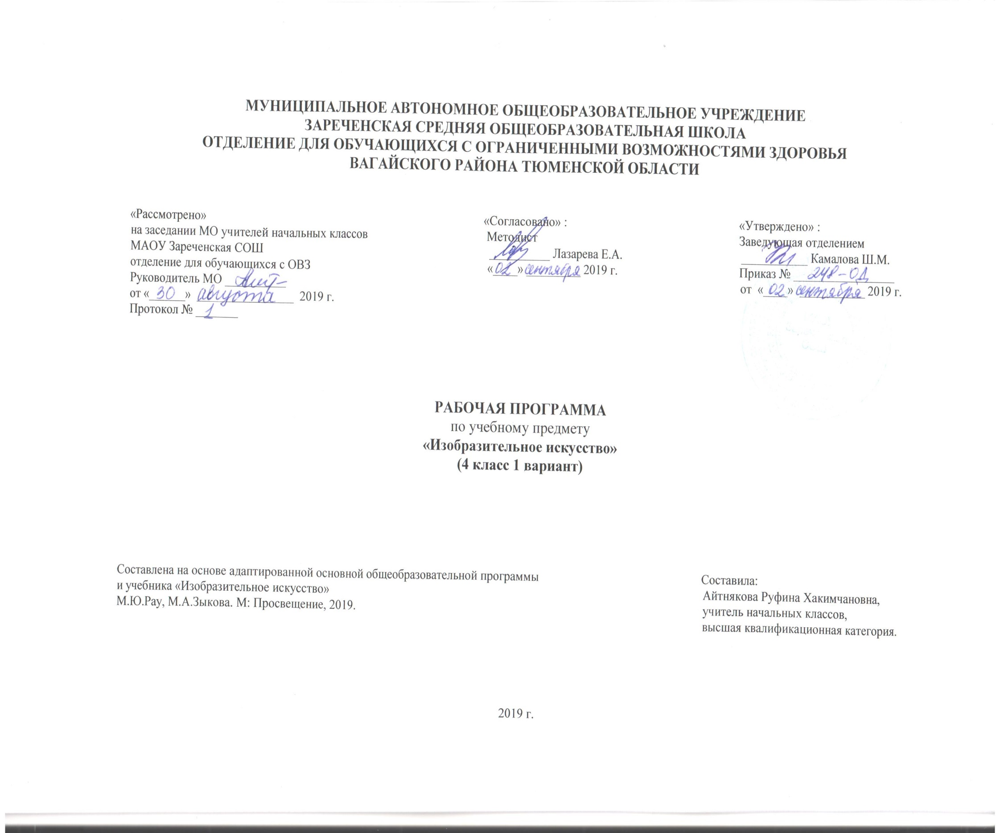 МУНИЦИПАЛЬНОЕ АВТОНОМНОЕ ОБЩЕОБРАЗОВАТЕЛЬНОЕ УЧРЕЖДЕНИЕ
ЗАРЕЧЕНСКАЯ СРЕДНЯЯ ОБЩЕОБРАЗОВАТЕЛЬНАЯ ШКОЛА
ОТДЕЛЕНИЕ ДЛЯ ОБУЧАЮЩИХСЯ С ОГРАНИЧЕННЫМИ ВОЗМОЖНОСТЯМИ ЗДОРОВЬЯ
ВАГАЙСКОГО РАЙОНА ТЮМЕНСКОЙ ОБЛАСТИ
«Рассмотрено»
на заседании МО учителей начальных классов
МАОУ Зареченская СОШ
отделение для обучающихся с ОВЗ
Руководитель МО
от «30» августа 2019 г.
Протокол № 1
«Согласовано» :
Методист
Лазарева Е.А.
«02» сентября 2019 г.
«Утверждено» :
Заведующая отделением
Камалова Ш.М.
Приказ № 248-ОД
от «02» сентября 2019 г.
РАБОЧАЯ ПРОГРАММА
по учебному предмету
«Изобразительное искусство»
(4 класс 1 вариант)
Составлена на основе адаптированной основной общеобразовательной программы
и учебника «Изобразительное искусство»
М.Ю.Рау, М.А.Зыкова. М: Просвещение, 2019.
Составила:
Айтнякова Руфина Хакимчановна,
учитель начальных классов,
высшая квалификационная категория.
2019 г.